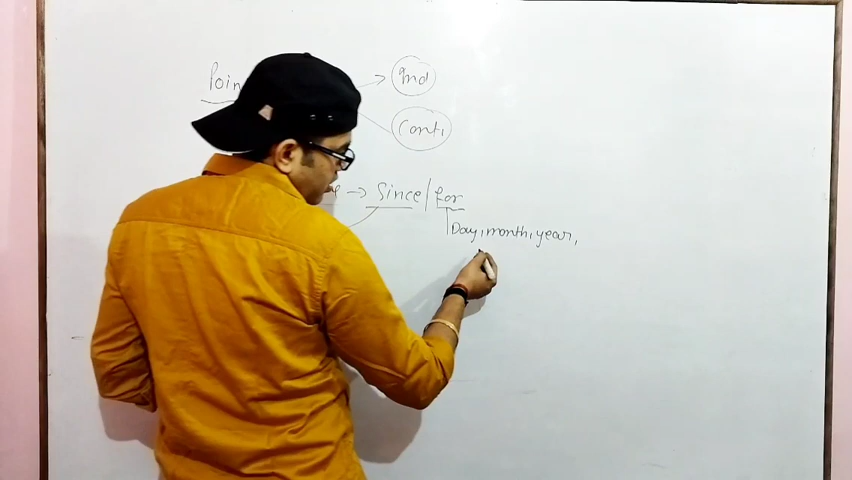 Poin
Ind
Conti
→ Since / for
Day, month, year,